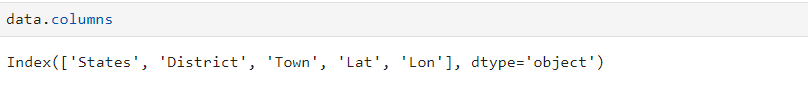 data.columns
Index(['States', 'District', 'Town', 'Lat', 'Lon'], dtype='object')